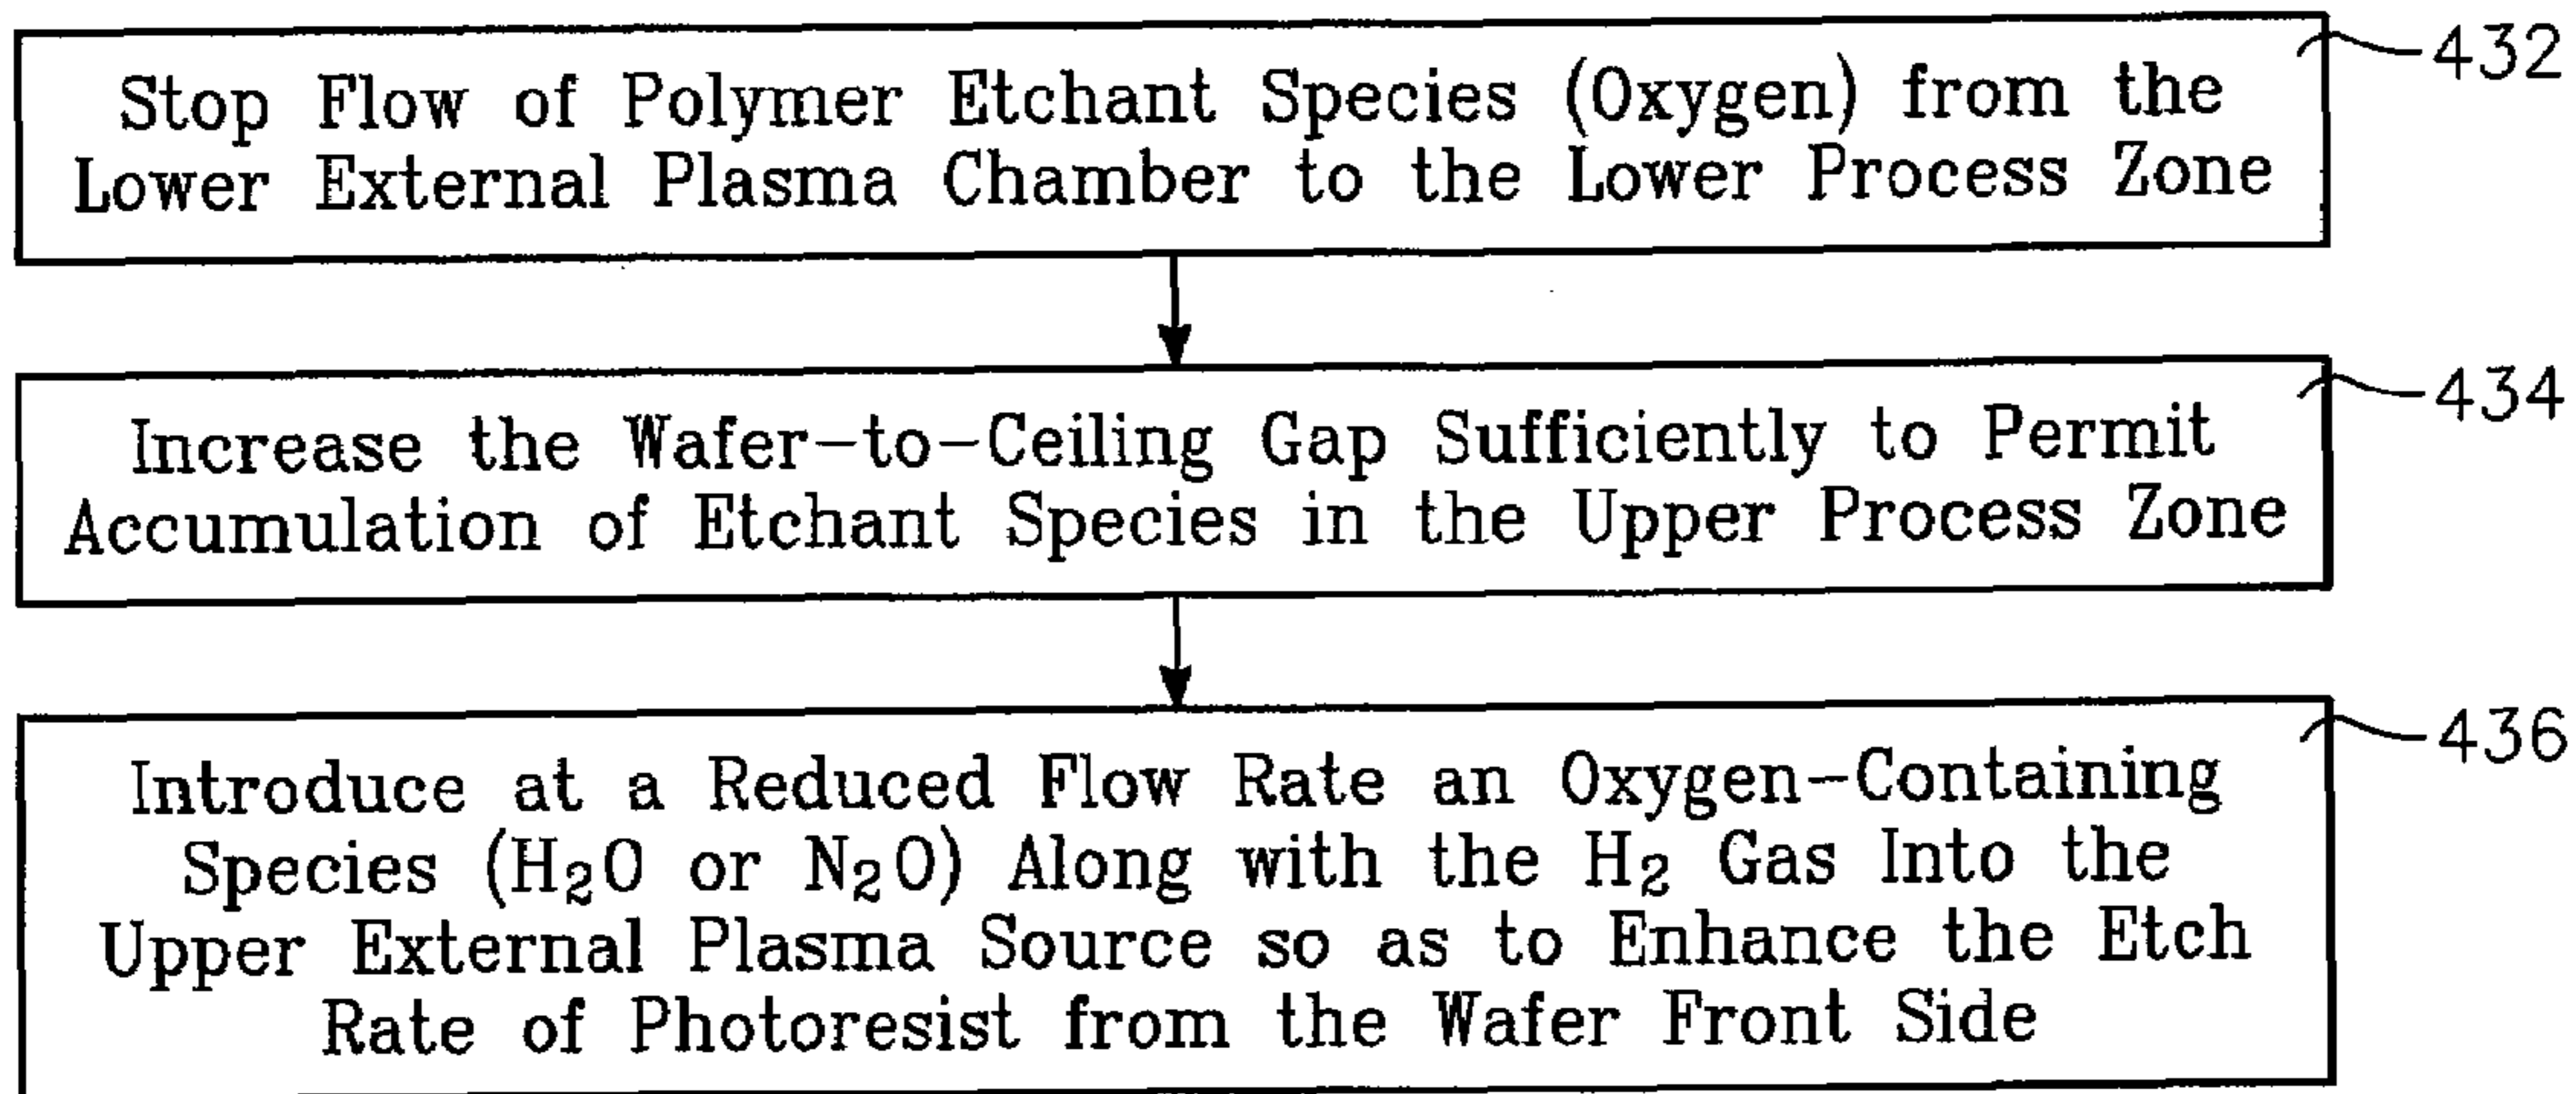 432
Stop Flow of Polymer Etchant Species (Oxygen) from the
Lower External Plasma Chamber to the Lower Process Zone
434
Increase the Wafer-to-Ceiling Gap Sufficiently to Permit
Accumulation of Etchant Species in the Upper Process Zone
436
Introduce at a Reduced Flow Rate an Oxygen-Containing
Species (H₂O or N₂O) Along with the H₂ Gas Into the
Upper External Plasma Source so as to Enhance the Etch
Rate of Photoresist from the Wafer Front Side